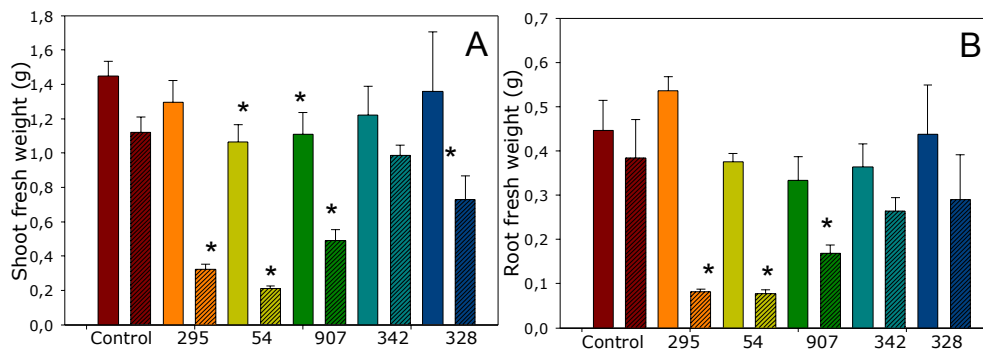 A
Shoot fresh weight (g)
1,8
1,6
1,4
1,2
1,0
0,8
0,6
0,4
0,2
0,0
* * * * * *
Control 295 54 907 342 328
B
Root fresh weight (g)
0,7
0,6
0,5
0,4
0,3
0,2
0,1
0,0
* * *
Control 295 54 907 342 328